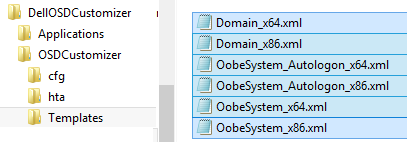 DellOSDCustomizer
Applications
OSDCustomizer
cfg
hta
Templates
Domain_x64.xml
Domain_x86.xml
OobeSystem_Autologon_x64.xml
OobeSystem_Autologon_x86.xml
OobeSystem_x64.xml
OobeSystem_x86.xml